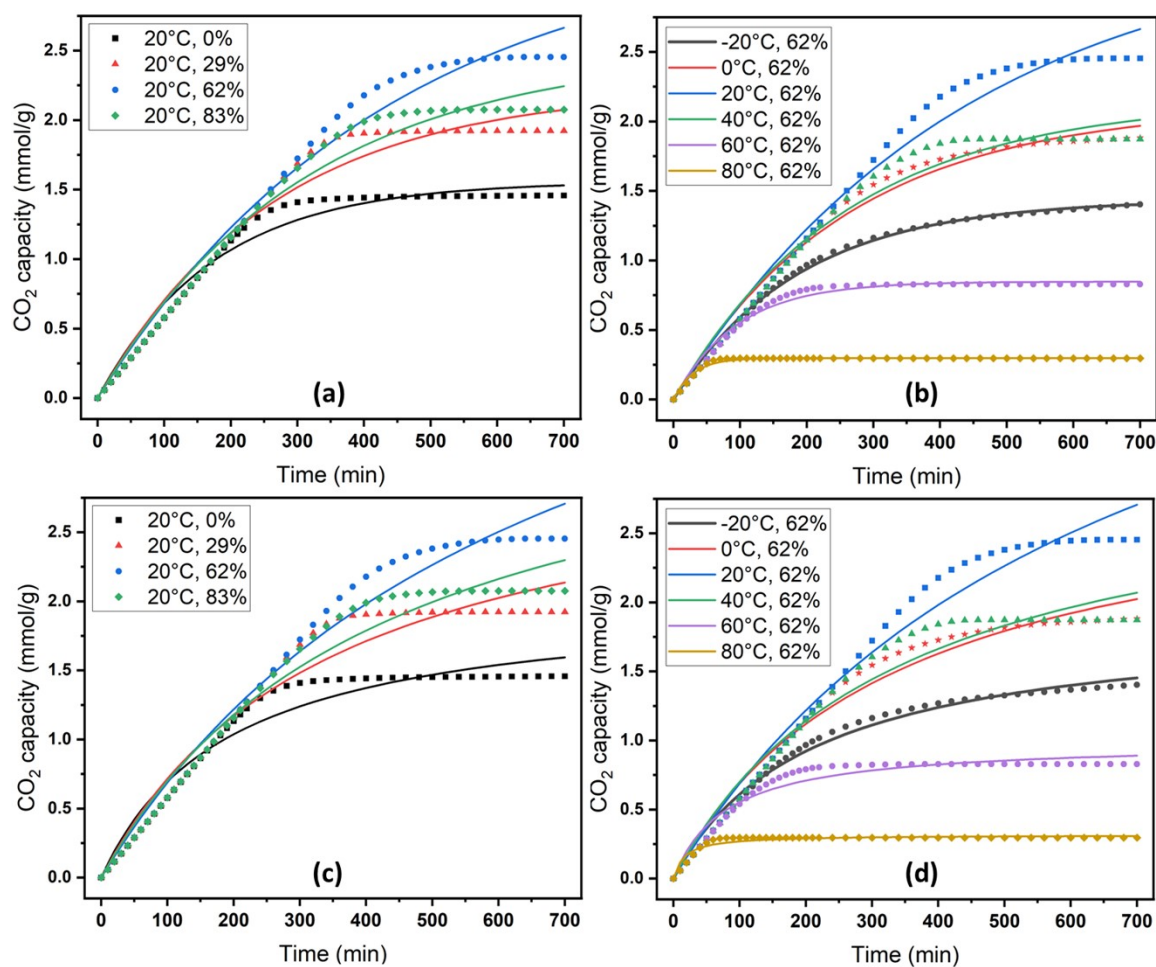 2.5
2.0
1.5
1.0
0.5
0.0
CO2 capacity (mmol/g)
20°C, 0%
20°C, 29%
20°C, 62%
20°C, 83%
(a)
0 100 200 300 400 500 600 700
Time (min)
2.5
2.0
1.5
1.0
0.5
0.0
CO2 capacity (mmol/g)
-20°C, 62%
0°C, 62%
20°C, 62%
40°C, 62%
60°C, 62%
80°C, 62%
(b)
0 100 200 300 400 500 600 700
Time (min)
2.5
2.0
1.5
1.0
0.5
0.0
CO2 capacity (mmol/g)
20°C, 0%
20°C, 29%
20°C, 62%
20°C, 83%
(c)
0 100 200 300 400 500 600 700
Time (min)
2.5
2.0
1.5
1.0
0.5
0.0
CO2 capacity (mmol/g)
-20°C, 62%
0°C, 62%
20°C, 62%
40°C, 62%
60°C, 62%
80°C, 62%
(d)
0 100 200 300 400 500 600 700
Time (min)